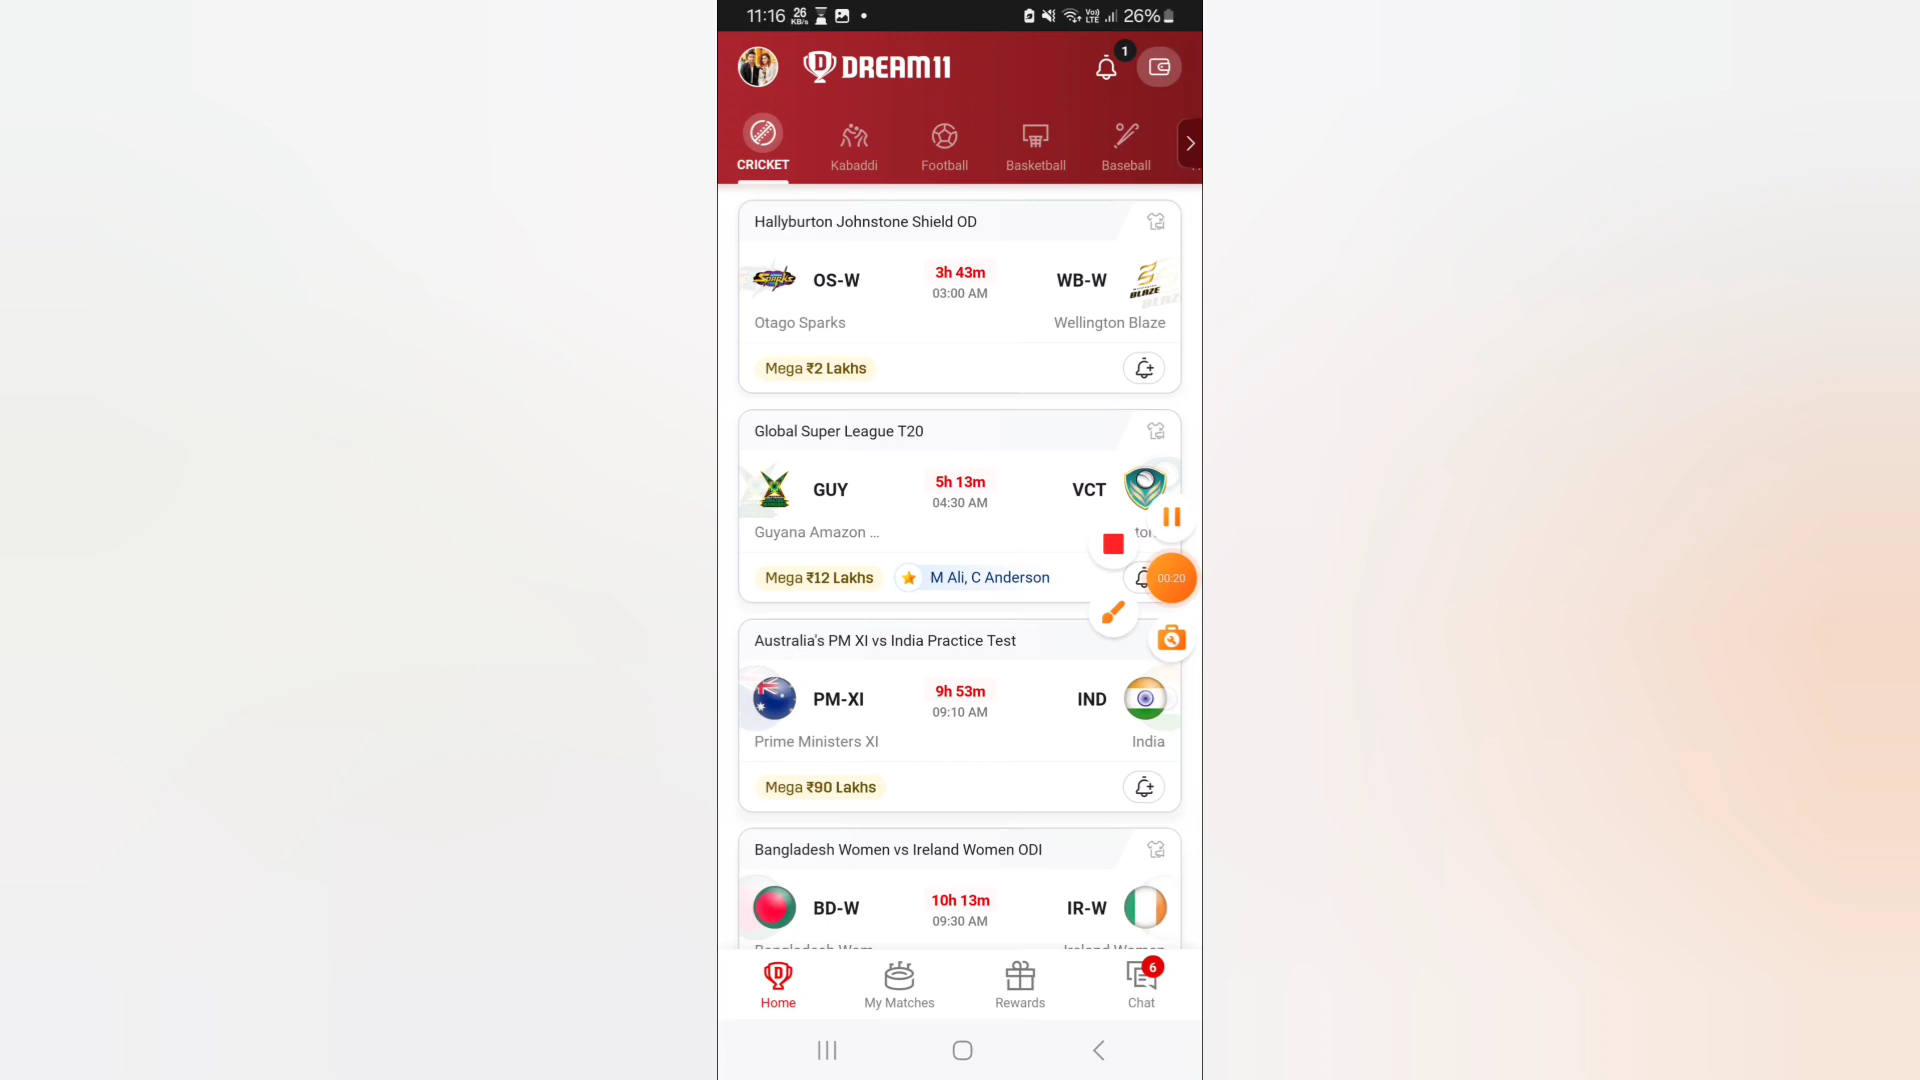 11:16 26 KB/s Vo)) LTE 26%
DREAM11 1
CRICKET Kabaddi Football Basketball Baseball
Hallyburton Johnstone Shield OD
OS-W 3h 43m WB-W
03:00 AM
Otago Sparks Wellington Blaze
Mega ₹2 Lakhs
Global Super League T20
GUY 5h 13m VCT
04:30 AM
Guyana Amazon ...
Mega ₹12 Lakhs M Ali, C Anderson 00:20
Australia's PM XI vs India Practice Test
PM-XI 9h 53m IND
09:10 AM
Prime Ministers XI India
Mega ₹90 Lakhs
Bangladesh Women vs Ireland Women ODI
BD-W 10h 13m IR-W
09:30 AM
6
Home My Matches Rewards Chat